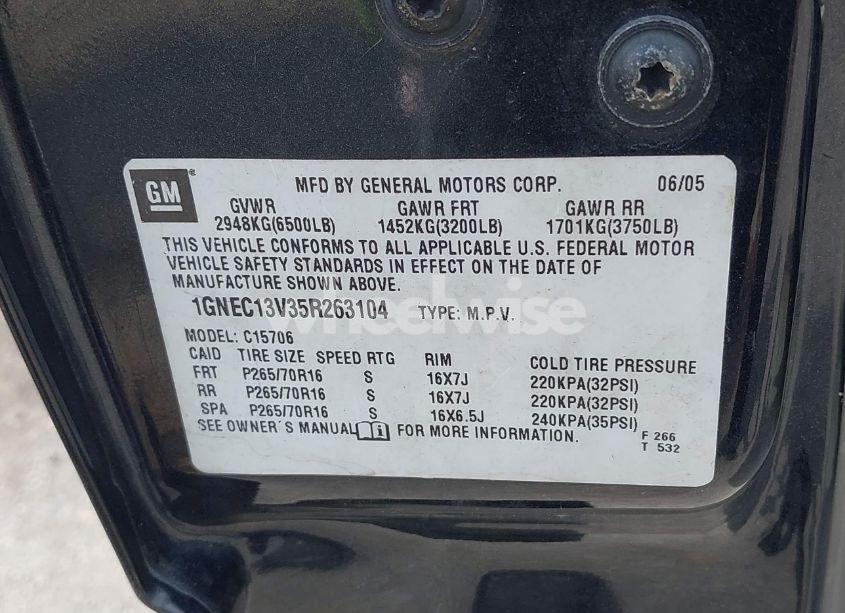 GM ® MFD BY GENERAL MOTORS CORP. 06/05
GVWR GAWR FRT GAWR RR
2948KG(6500LB) 1452KG(3200LB) 1701KG(3750LB)
THIS VEHICLE CONFORMS TO ALL APPLICABLE U.S. FEDERAL MOTOR
VEHICLE SAFETY STANDARDS IN EFFECT ON THE DATE OF
MANUFACTURE SHOWN ABOVE.
1GNEC13V35R263104 TYPE: M.P.V.
wheelwise
MODEL: C15706
CAID TIRE SIZE SPEED RTG RIM COLD TIRE PRESSURE
FRT P265/70R16 S 16X7J 220KPA(32PSI)
RR P265/70R16 S 16X7J 220KPA(32PSI)
SPA P265/70R16 S 16X6.5J 240KPA(35PSI)
SEE OWNER'S MANUAL FOR MORE INFORMATION.
F 266
T 532